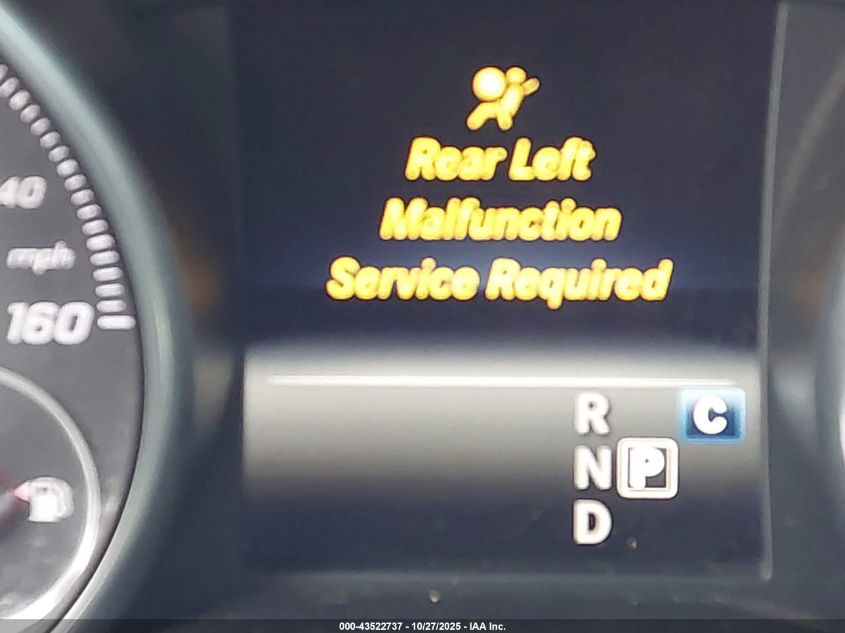 Rear Left
Malfunction
Service Required
40
mph
160
R
C
N P
D
000-43522737 - 10/27/2025 - IAA Inc.